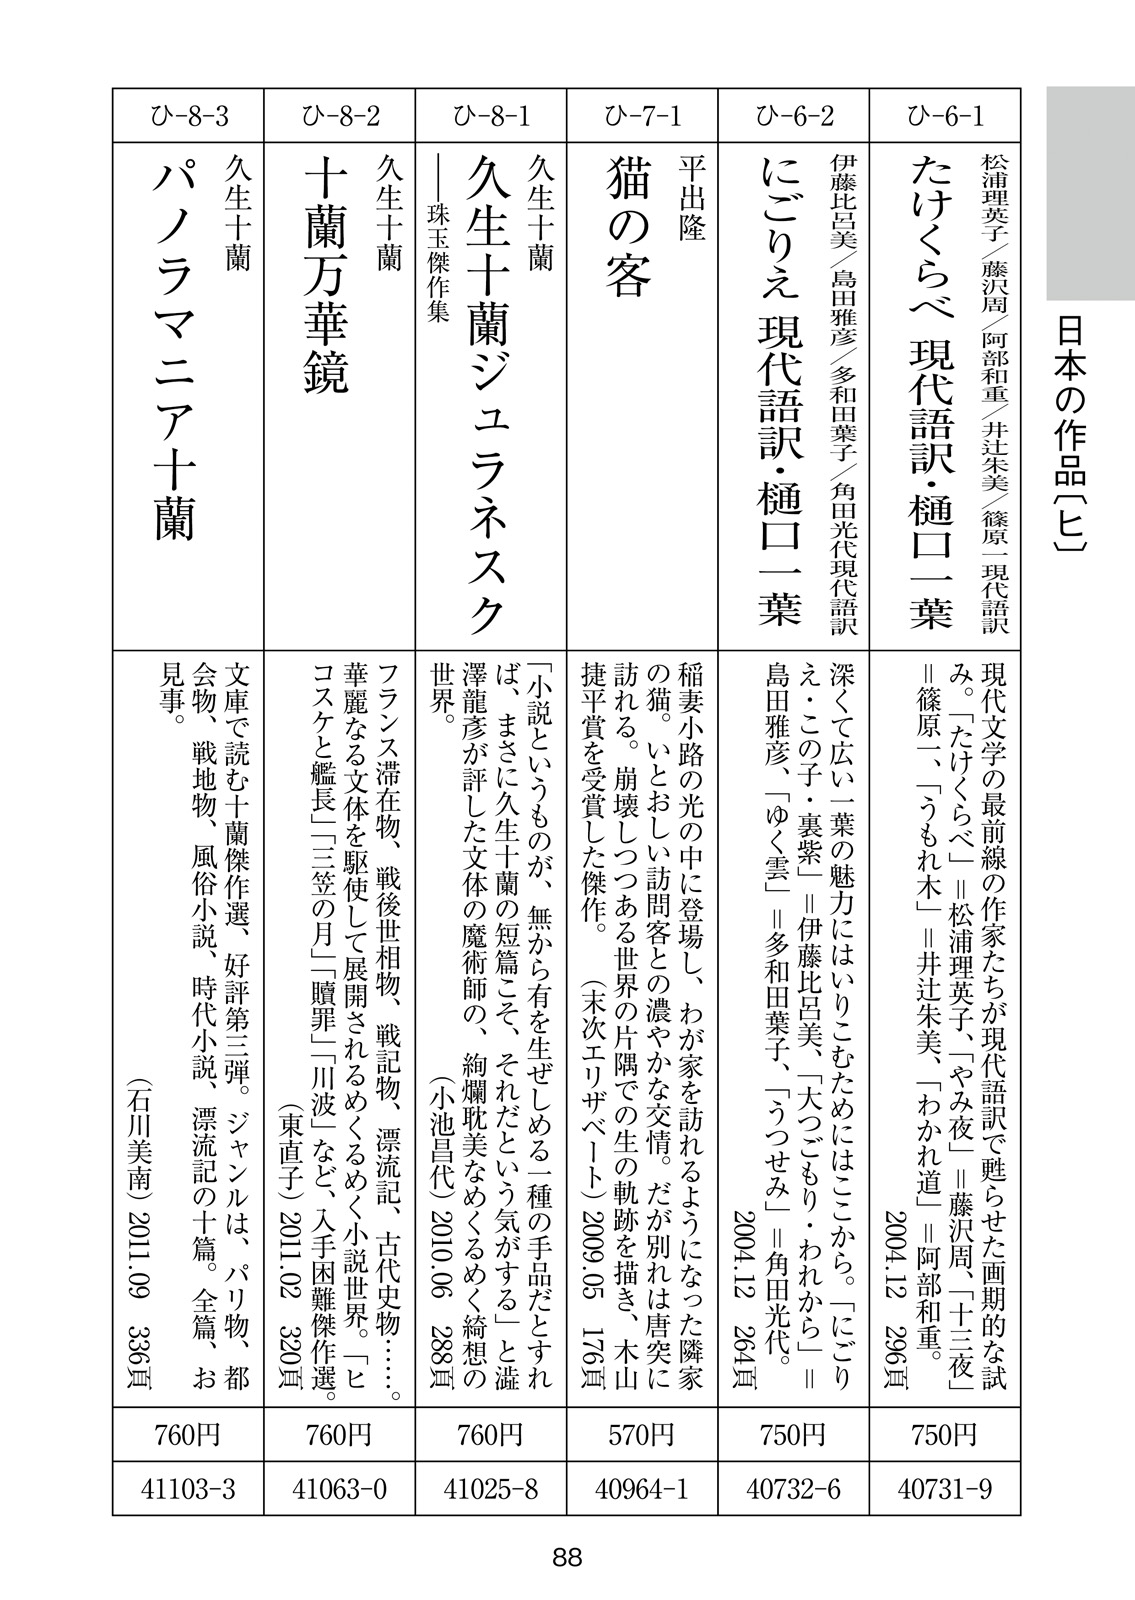 日本の作品〔ヒ〕
ひ-6-1
松浦理英子／藤沢周／阿部和重／井辻朱美／篠原一現代語訳
たけくらべ 現代語訳・樋口一葉
現代文学の最前線の作家たちが現代語訳で甦らせた画期的な試
み。「たけくらべ」＝松浦理英子、「やみ夜」＝藤沢周、「十三夜」
＝篠原一、「うもれ木」＝井辻朱美、「わかれ道」＝阿部和重。
2004.12　296頁
750円
40731-9
ひ-6-2
伊藤比呂美／島田雅彦／多和田葉子／角田光代現代語訳
にごりえ 現代語訳・樋口一葉
深くて広い一葉の魅力にはいりこむためにはここから。「にごり
え・この子・裏紫」＝伊藤比呂美、「大つごもり・われから」＝
島田雅彦、「ゆく雲」＝多和田葉子、「うつせみ」＝角田光代。
2004.12　264頁
750円
40732-6
ひ-7-1
平出隆
猫の客
稲妻小路の光の中に登場し、わが家を訪れるようになった隣家
の猫。いとおしい訪問客との濃やかな交情。だが別れは唐突に
訪れる。崩壊しつつある世界の片隅での生の軌跡を描き、木山
捷平賞を受賞した傑作。　（末次エリザベート）2009.05　176頁
570円
40964-1
ひ-8-1
久生十蘭
久生十蘭ジュラネスク
――珠玉傑作集
「小説というものが、無から有を生ぜしめる一種の手品だとすれ
ば、まさに久生十蘭の短篇こそ、それだという気がする」と澁
澤龍彦が評した文体の魔術師の、絢爛耽美なめくるめく綺想の
世界。　（小池昌代）2010.06　288頁
760円
41025-8
ひ-8-2
久生十蘭
十蘭万華鏡
フランス滞在物、戦後世相物、戦記物、漂流記、古代史物……。
華麗なる文体を駆使して展開されるめくるめく小説世界。「ヒ
コスケと艦長」「三笠の月」「贖罪」「川波」など、入手困難傑作選。
（東直子）2011.02　320頁
760円
41063-0
ひ-8-3
久生十蘭
パノラマニア十蘭
文庫で読む十蘭傑作選、好評第三弾。ジャンルは、パリ物、都
会物、戦地物、風俗小説、時代小説、漂流記の十篇。全篇、お
見事。
（石川美南）2011.09　336頁
760円
41103-3
88